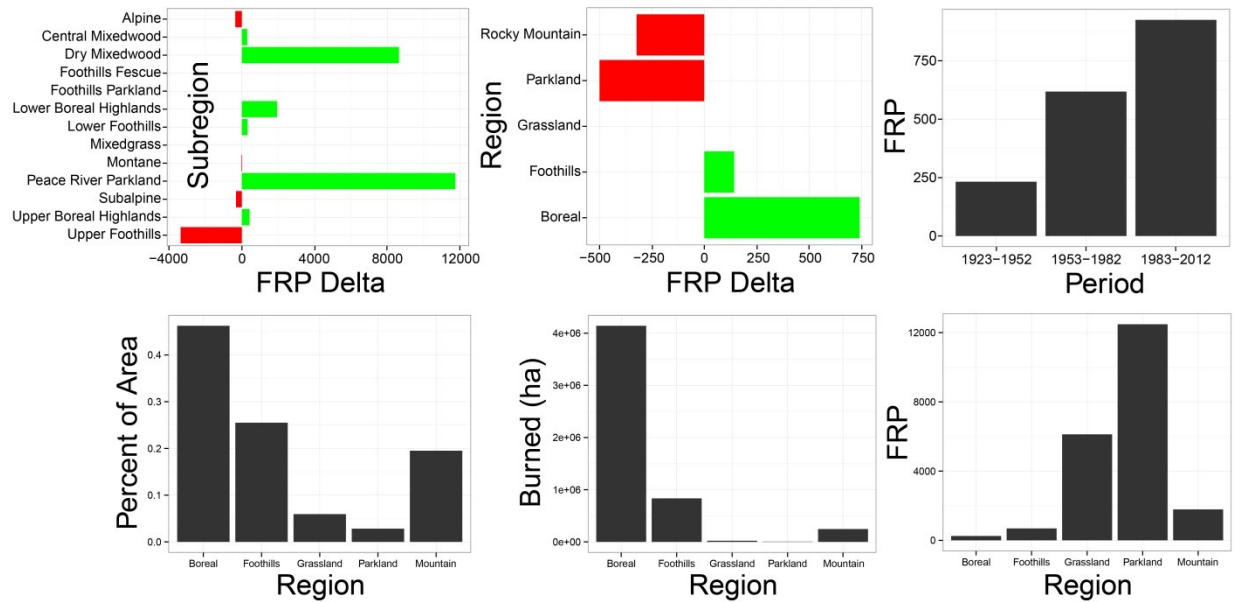 Alpine
Central Mixedwood
Dry Mixedwood
Foothills Fescue
Foothills Parkland
Lower Boreal Highlands
Lower Foothills
Mixedgrass
Montane
Peace River Parkland
Subalpine
Upper Boreal Highlands
Upper Foothills
Subregion
−4000 0 4000 8000 12000
FRP Delta
Region
Rocky Mountain
Parkland
Grassland
Foothills
Boreal
−500 −250 0 250 500 750
FRP Delta
FRP
750
500
250
0
1923−1952 1953−1982 1983−2012
Period
Percent of Area
0.4
0.3
0.2
0.1
0.0
Boreal Foothills Grassland Parkland Mountain
Region
Burned (ha)
4e+06
3e+06
2e+06
1e+06
0e+00
Boreal Foothills Grassland Parkland Mountain
Region
FRP
12000
8000
4000
0
Boreal Foothills Grassland Parkland Mountain
Region